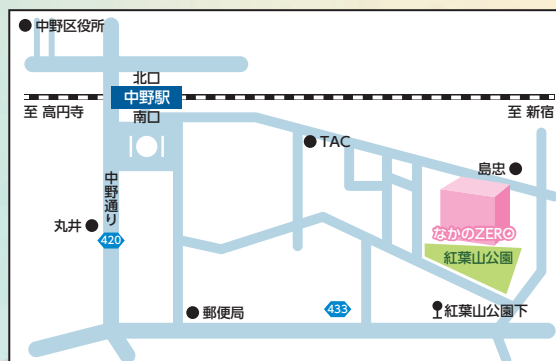 中野区役所
北口
中野駅
南口
至 高円寺
至 新宿
TAC
島忠
中野通り
丸井
420
なかのZERO
紅葉山公園
433
紅葉山公園下
郵便局